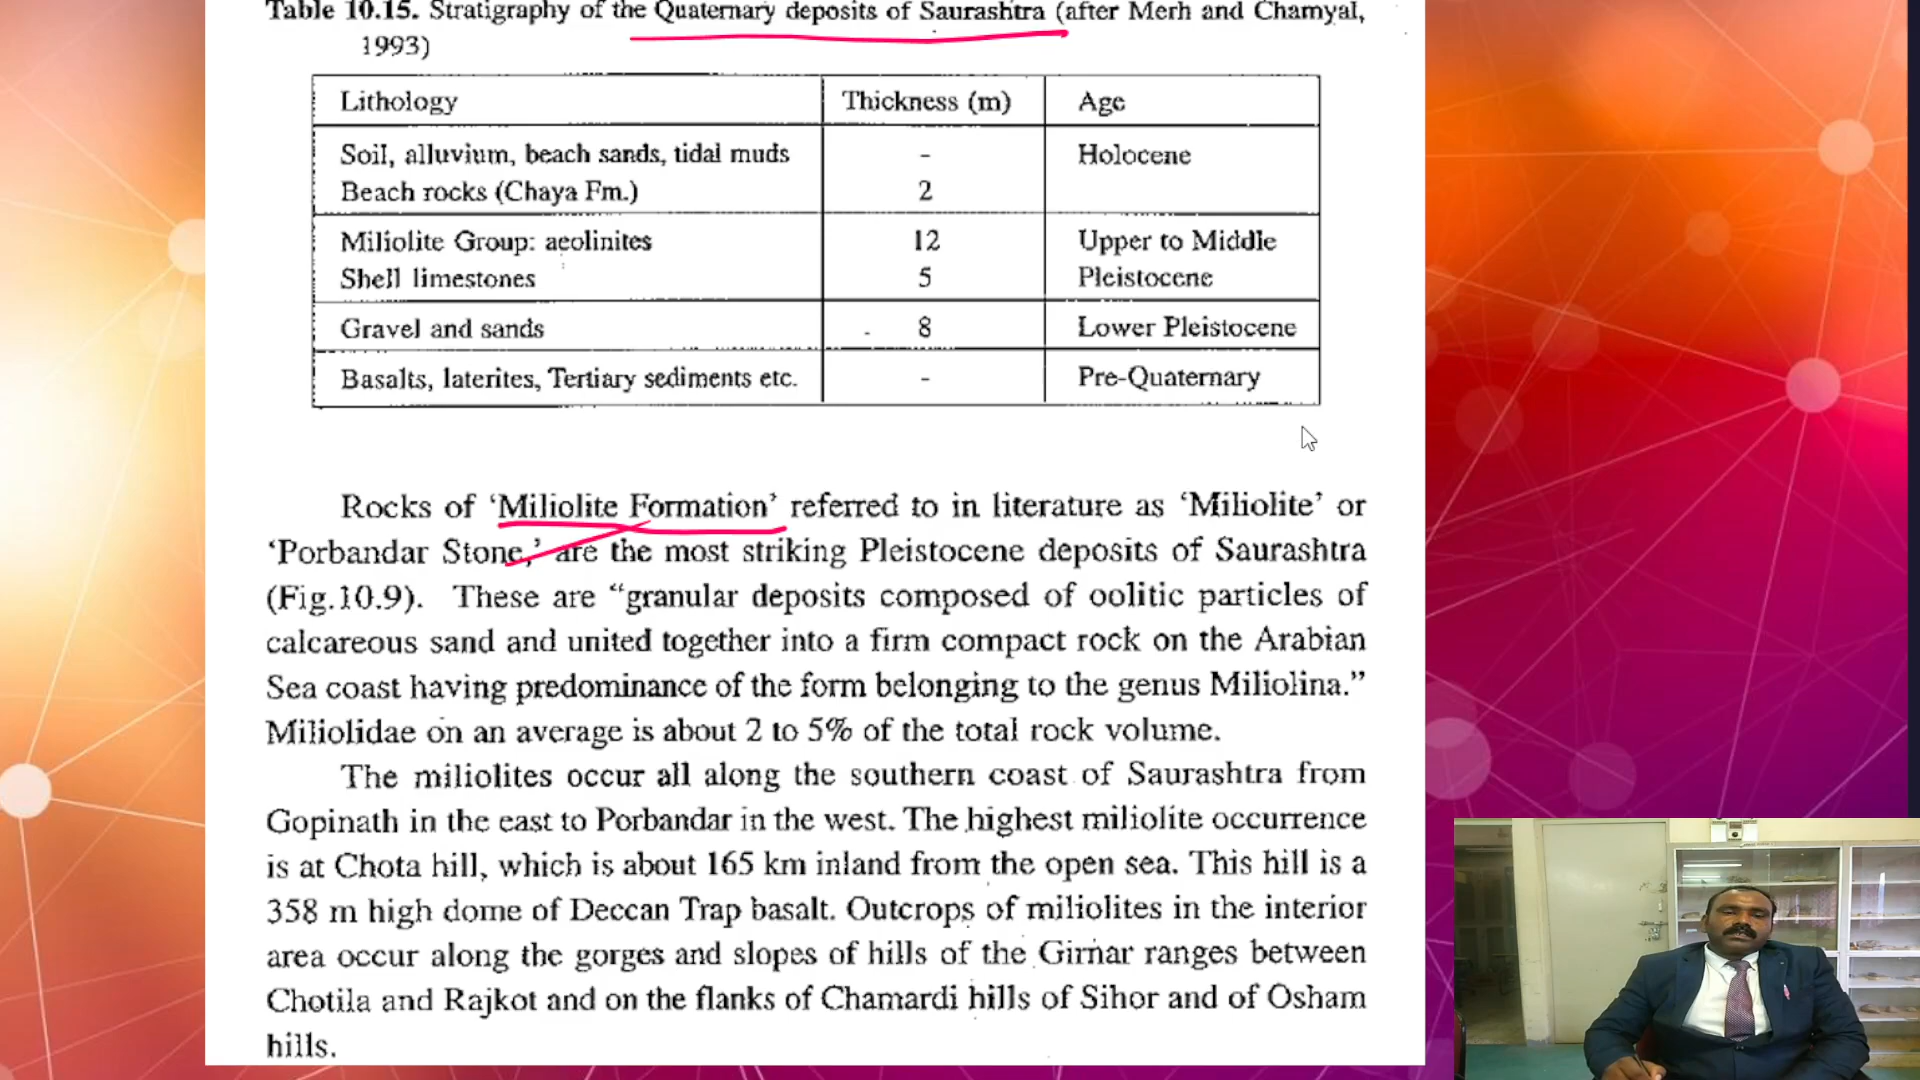 Table 10.15. Stratigraphy of the Quaternary deposits of Saurashtra (after Merh and Chamyal,
1993)
Lithology Thickness (m) Age
Soil, alluvium, beach sands, tidal muds - Holocene
Beach rocks (Chaya Fm.) 2
Miliolite Group: aeolinites 12 Upper to Middle
Shell limestones 5 Pleistocene
Gravel and sands 8 Lower Pleistocene
Basalts, laterites, Tertiary sediments etc. - Pre-Quaternary
Rocks of ‘Miliolite Formation’ referred to in literature as ‘Miliolite’ or
‘Porbandar Stone,’ are the most striking Pleistocene deposits of Saurashtra
(Fig.10.9). These are “granular deposits composed of oolitic particles of
calcareous sand and united together into a firm compact rock on the Arabian
Sea coast having predominance of the form belonging to the genus Miliolina.”
Miliolidae on an average is about 2 to 5% of the total rock volume.
The miliolites occur all along the southern coast of Saurashtra from
Gopinath in the east to Porbandar in the west. The highest miliolite occurrence
is at Chota hill, which is about 165 km inland from the open sea. This hill is a
358 m high dome of Deccan Trap basalt. Outcrops of miliolites in the interior
area occur along the gorges and slopes of hills of the Girnar ranges between
Chotila and Rajkot and on the flanks of Chamardi hills of Sihor and of Osham
hills.